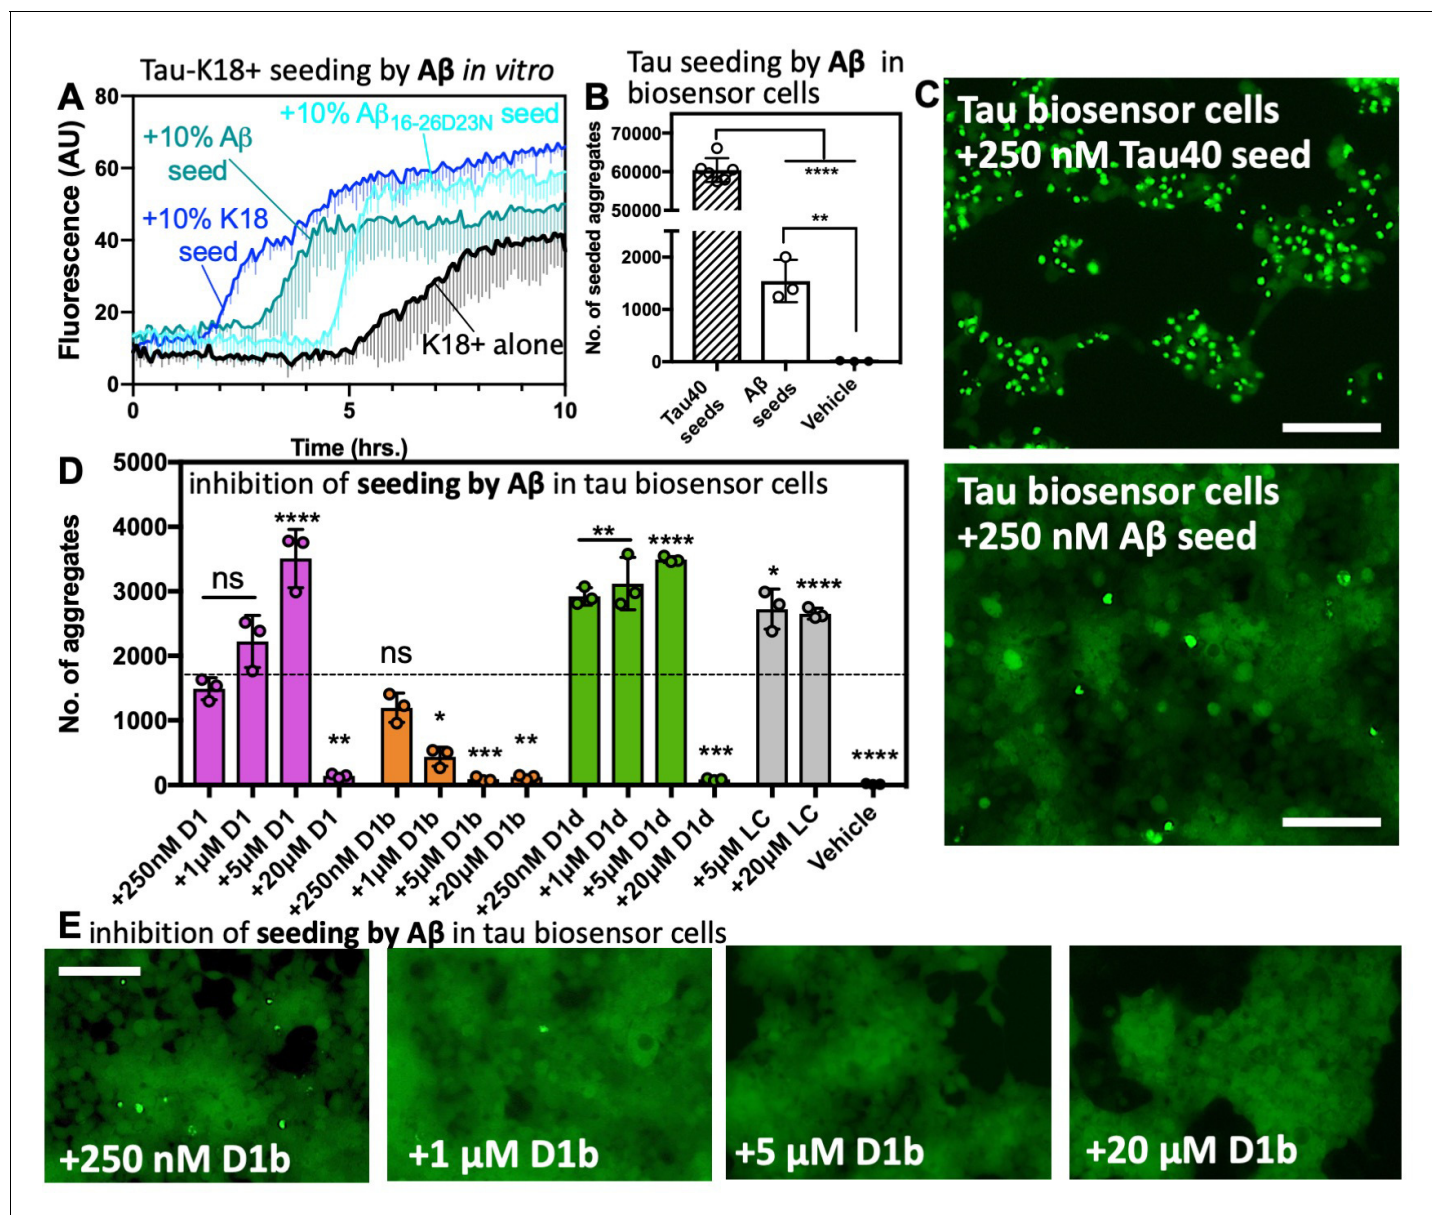 Tau-K18+ seeding by Aβ in vitro
A
Fluorescence (AU)
80
60
40
20
0
+10% Aβ16-26D23N seed
+10% Aβ
seed
+10% K18
seed
K18+ alone
0
5
10
Time (hrs.)
Tau seeding by Aβ in
biosensor cells
B
No. of seeded aggregates
70000
60000
50000
2000
1000
0
****
**
Tau40
seeds
Aβ
seeds
Vehicle
C
Tau biosensor cells
+250 nM Tau40 seed
Tau biosensor cells
+250 nM Aβ seed
D
inhibition of seeding by Aβ in tau biosensor cells
No. of aggregates
5000
4000
3000
2000
1000
0
ns
****
**
ns
*
***
**
**
****
***
*
****
****
+250nM D1
+1µM D1
+5µM D1
+20µM D1
+250nM D1b
+1µM D1b
+5µM D1b
+20µM D1b
+250nM D1d
+1µM D1d
+5µM D1d
+20µM D1d
+5µM LC
+20µM LC
Vehicle
E
inhibition of seeding by Aβ in tau biosensor cells
+250 nM D1b
+1 µM D1b
+5 µM D1b
+20 µM D1b